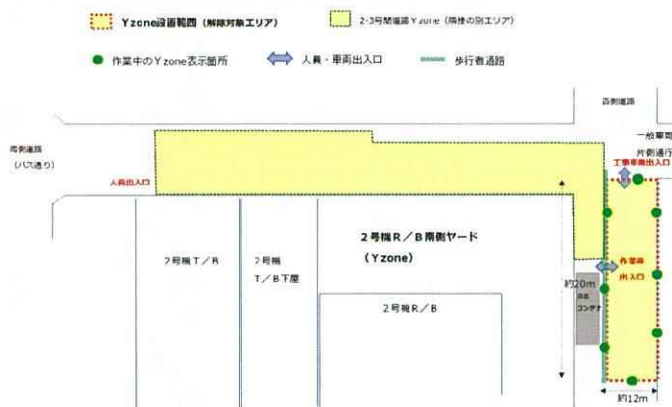 Yzone設置範囲(解除対象エリア)
2-3号間道路Yzone(隣接の別エリア)
作業中のYzone表示箇所
人員・車両出入口
歩行者通路
西側道路
南側道路
(バス通り)
一般車両
片側通行
工事車両出入口
人員出入口
2号機T/B
2号機
T/B下屋
2号機R/B南側ヤード
(Yzone)
作業員
出入口
約20m
コンテナ
2号機R/B
約12m